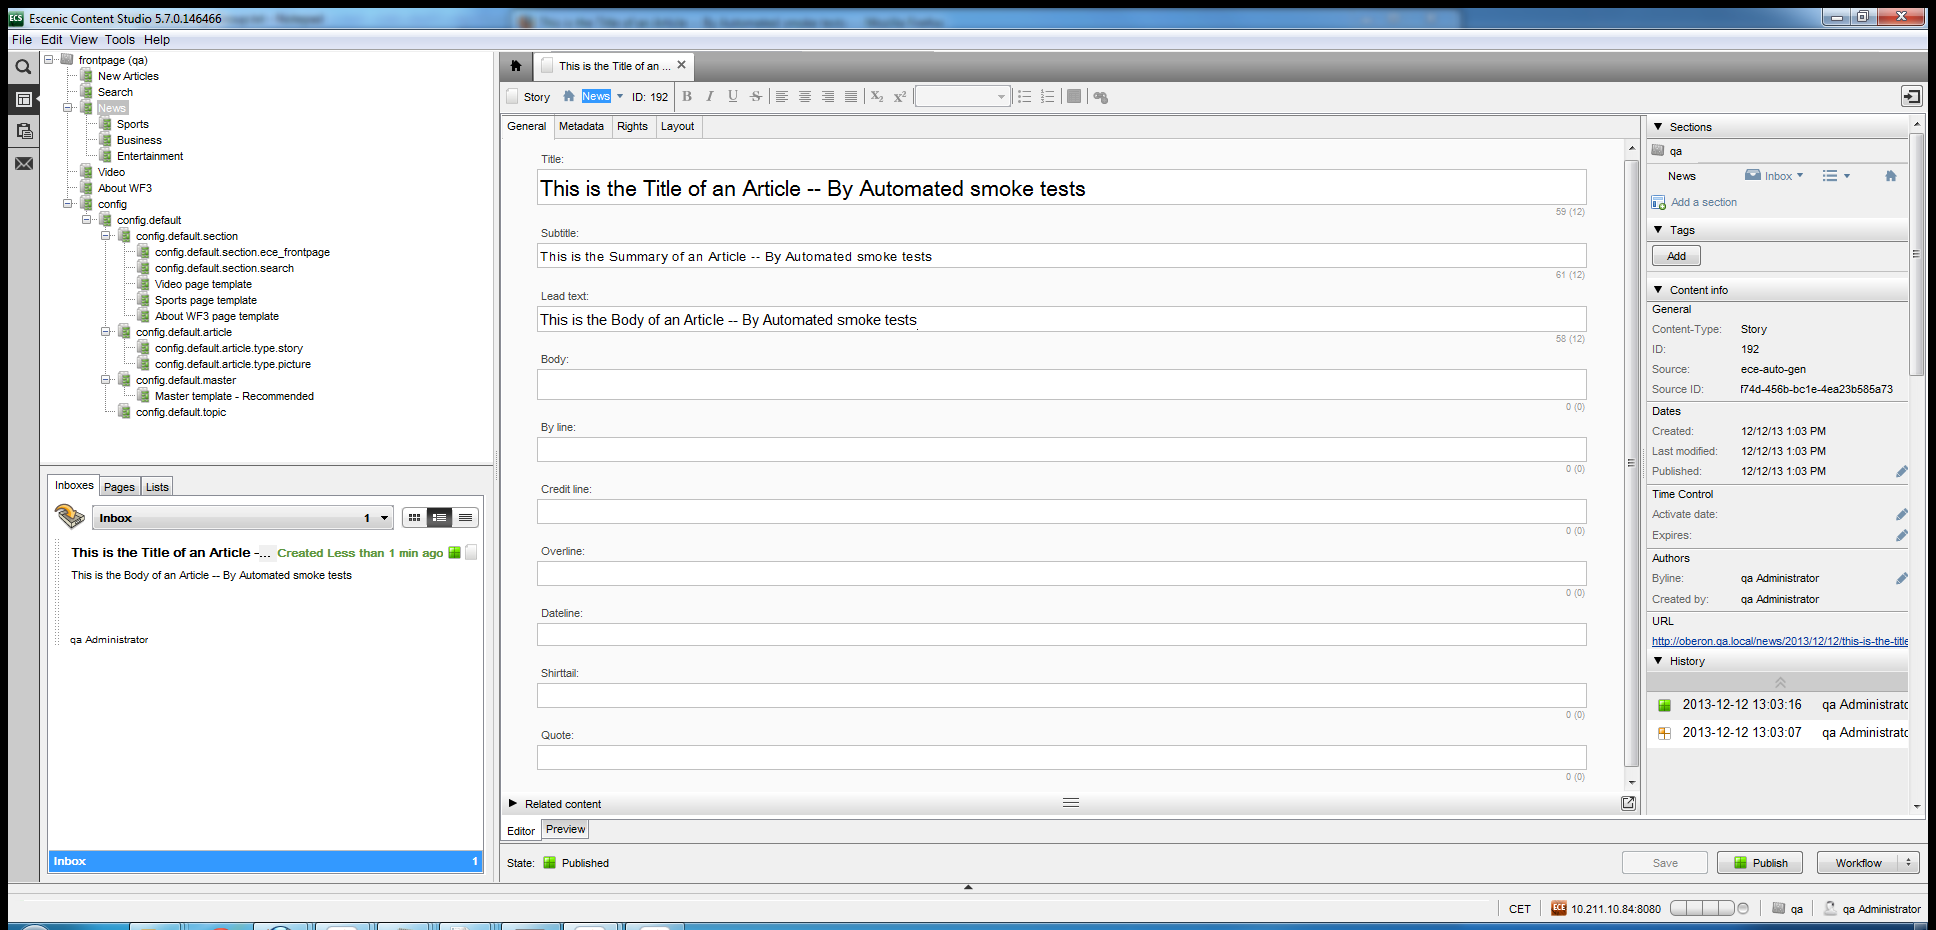 Escenic Content Studio 5.7.0.146466
File Edit View Tools Help
frontpage (qa)
New Articles
Search
News
Sports
Business
Entertainment
Video
About WF3
config
config.default
config.default.section
config.default.section.ece_frontpage
config.default.section.search
Video page template
Sports page template
About WF3 page template
config.default.article
config.default.article.type.story
config.default.article.type.picture
config.default.master
Master template - Recommended
config.default.topic
Inboxes Pages Lists
Inbox 1
This is the Title of an Article -... Created Less than 1 min ago
This is the Body of an Article -- By Automated smoke tests
qa Administrator
Inbox 1
This is the Title of an ...
Story News ID: 192 B I U S X2 X2
General Metadata Rights Layout
Title:
This is the Title of an Article -- By Automated smoke tests
59 (12)
Subtitle:
This is the Summary of an Article -- By Automated smoke tests
61 (12)
Lead text:
This is the Body of an Article -- By Automated smoke tests
58 (12)
Body:
0 (0)
By line:
0 (0)
Credit line:
0 (0)
Overline:
0 (0)
Dateline:
Shirttail:
0 (0)
Quote:
0 (0)
Related content
Editor Preview
State: Published
Save Publish Workflow
Sections
qa
News Inbox
Add a section
Tags
Add
Content info
General
Content-Type: Story
ID: 192
Source: ece-auto-gen
Source ID: f74d-456b-bc1e-4ea23b585a73
Dates
Created: 12/12/13 1:03 PM
Last modified: 12/12/13 1:03 PM
Published: 12/12/13 1:03 PM
Time Control
Activate date:
Expires:
Authors
Byline: qa Administrator
Created by: qa Administrator
URL
http://oberon.qa.local/news/2013/12/12/this-is-the-title
History
2013-12-12 13:03:16 qa Administrato
2013-12-12 13:03:07 qa Administrato
CET ECE 10.211.10.84:8080 qa qa Administrator